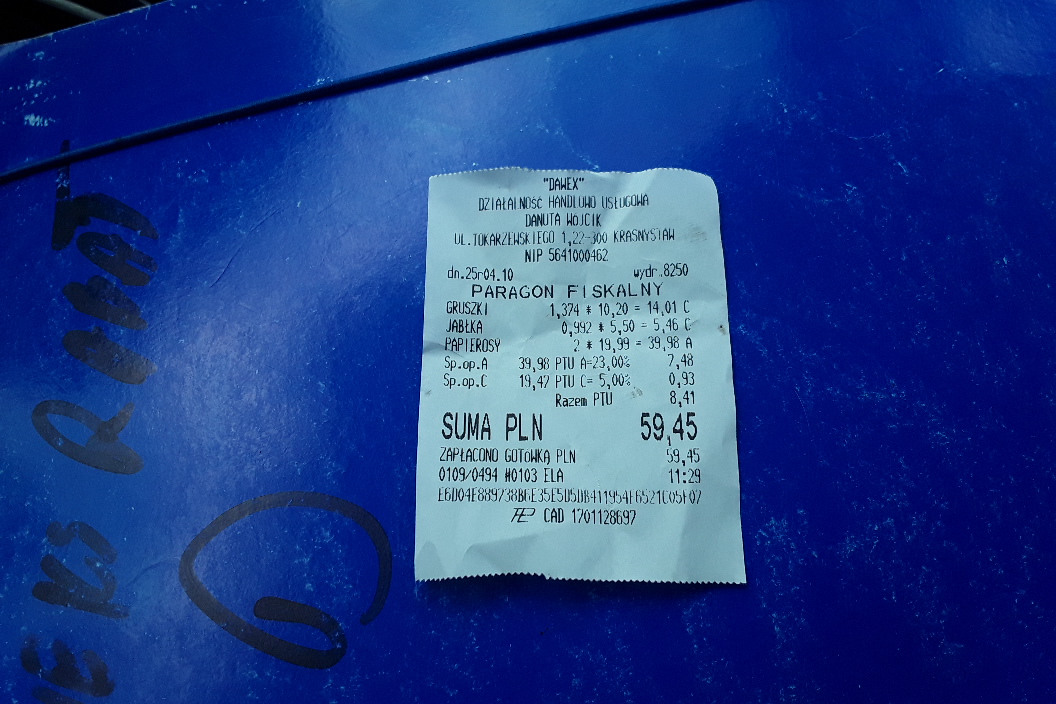 "DAWEX"
DZIAŁALNOŚĆ HANDLOWO USŁUGOWA
DANUTA WÓJCIK
UL.TOKARZEWSKIEGO 1,22-300 KRASNYSTAW
NIP 5641000462
dn.25r04.10 wydr.8250
PARAGON FISKALNY
GRUSZKI 1,374 * 10,20 = 14,01 C
JABŁKA 0,992 * 5,50 = 5,46 C
PAPIEROSY 2 * 19,99 = 39,98 A
Sp.op.A 39,98 PTU A=23,00% 7,48
Sp.op.C 19,47 PTU C= 5,00% 0,93
Razem PTU 8,41
SUMA PLN 59,45
ZAPŁACONO GOTÓWKĄ PLN 59,45
0109/0494 #0103 ELA 11:29
CAD 1701128697